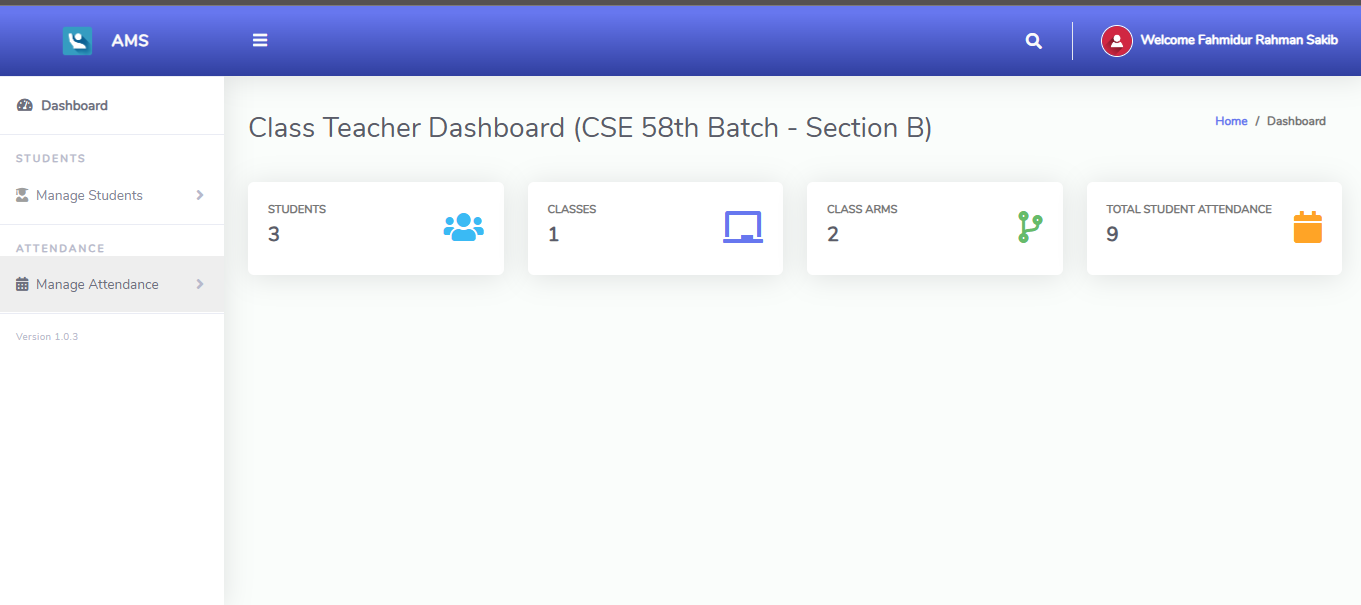 AMS
Welcome Fahmidur Rahman Sakib
Dashboard
STUDENTS
Manage Students
ATTENDANCE
Manage Attendance
Version 1.0.3
Class Teacher Dashboard (CSE 58th Batch - Section B)
Home / Dashboard
STUDENTS
3
CLASSES
1
CLASS ARMS
2
TOTAL STUDENT ATTENDANCE
9